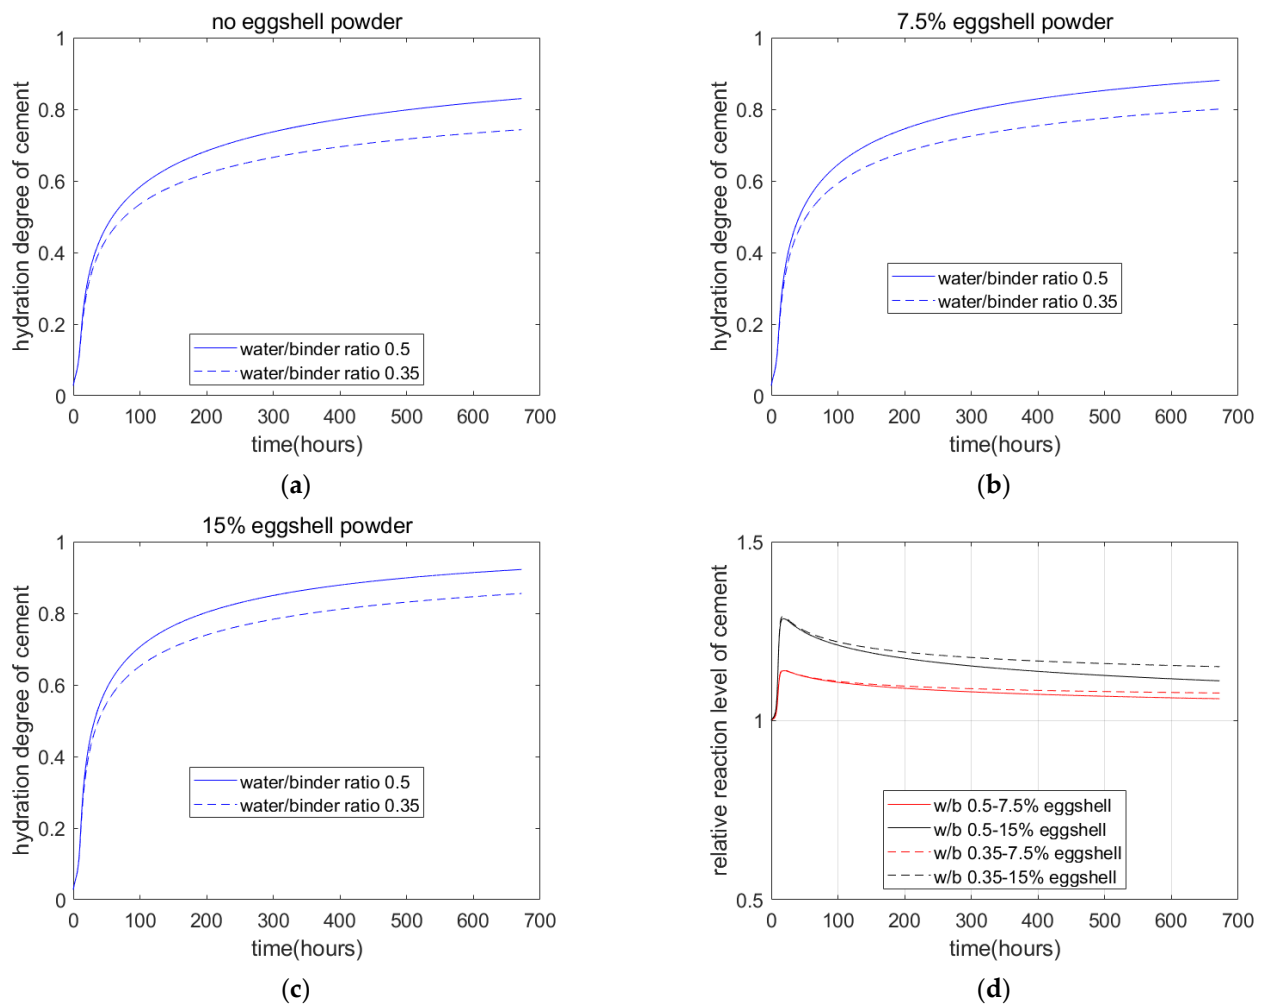 no eggshell powder
1
0.8
0.6
0.4
0.2
0
hydration degree of cement
water/binder ratio 0.5
water/binder ratio 0.35
0 100 200 300 400 500 600 700
time(hours)
(a)
7.5% eggshell powder
1
0.8
0.6
0.4
0.2
0
hydration degree of cement
water/binder ratio 0.5
water/binder ratio 0.35
0 100 200 300 400 500 600 700
time(hours)
(b)
15% eggshell powder
1
0.8
0.6
0.4
0.2
0
hydration degree of cement
water/binder ratio 0.5
water/binder ratio 0.35
0 100 200 300 400 500 600 700
time(hours)
(c)
1.5
1
0.5
relative reaction level of cement
w/b 0.5-7.5% eggshell
w/b 0.5-15% eggshell
w/b 0.35-7.5% eggshell
w/b 0.35-15% eggshell
0 100 200 300 400 500 600 700
time(hours)
(d)